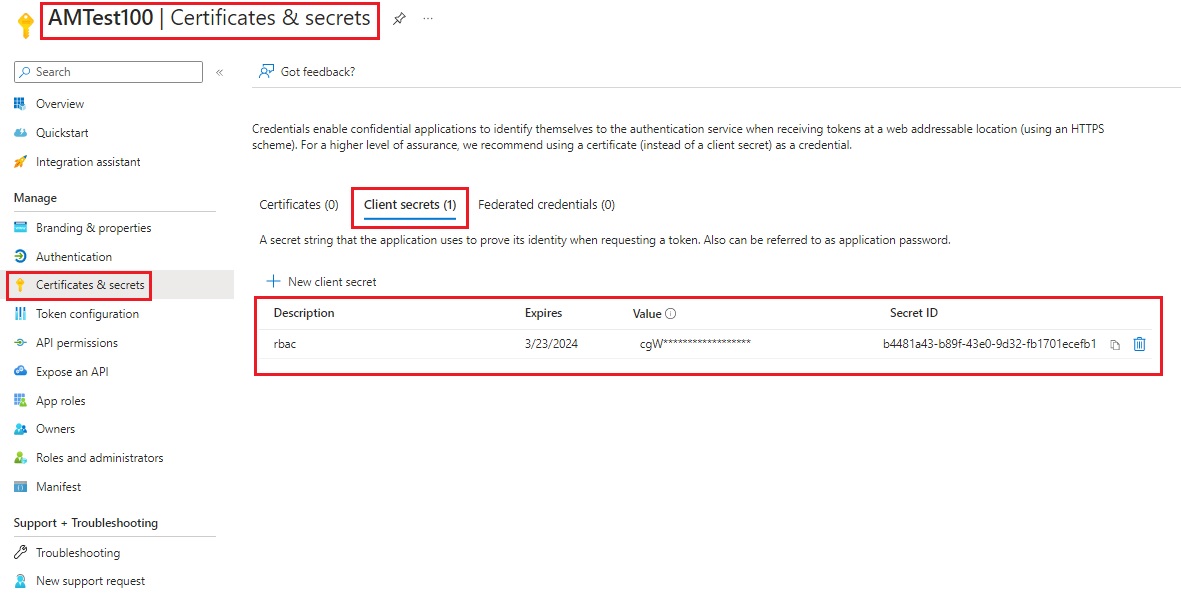 AMTest100 | Certificates & secrets
Search
«
Got feedback?
Overview
Quickstart
Integration assistant
Manage
Branding & properties
Authentication
Certificates & secrets
Token configuration
API permissions
Expose an API
App roles
Owners
Roles and administrators
Manifest
Support + Troubleshooting
Troubleshooting
New support request
Credentials enable confidential applications to identify themselves to the authentication service when receiving tokens at a web addressable location (using an HTTPS
scheme). For a higher level of assurance, we recommend using a certificate (instead of a client secret) as a credential.
Certificates (0) Client secrets (1) Federated credentials (0)
A secret string that the application uses to prove its identity when requesting a token. Also can be referred to as application password.
New client secret
Description Expires Value Secret ID
rbac 3/23/2024 cgW****************** b4481a43-b89f-43e0-9d32-fb1701ecefb1